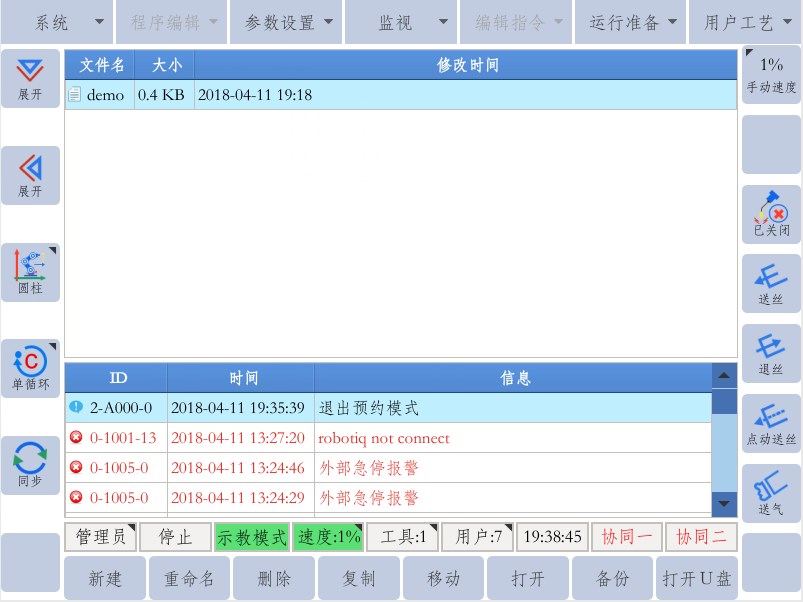 系统 程序编辑 参数设置 监视 编辑指令 运行准备 用户工艺
展开
展开
圆柱
C
单循环
同步
文件名 大小 修改时间
demo 0.4 KB 2018-04-11 19:18
ID 时间 信息
2-A000-0 2018-04-11 19:35:39 退出预约模式
0-1001-13 2018-04-11 13:27:20 robotiq not connect
0-1005-0 2018-04-11 13:24:46 外部急停报警
0-1005-0 2018-04-11 13:24:29 外部急停报警
1%
手动速度
已关闭
送丝
退丝
点动送丝
送气
管理员 停止 示教模式 速度:1% 工具:1 用户:7 19:38:45 协同一 协同二
新建 重命名 删除 复制 移动 打开 备份 打开U盘